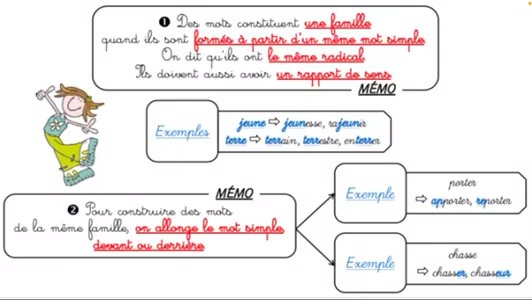 ❶ Des mots constituent une famille
quand ils sont formés à partir d'un même mot simple.
On dit qu'ils ont le même radical.
Ils doivent aussi avoir un rapport de sens.
MÉMO
Exemples
jeune ⇨ jeunesse, rajeunir
terre ⇨ terrain, terrestre, enterrer
MÉMO
❷ Pour construire des mots
de la même famille, on allonge le mot simple,
devant ou derrière.
Exemple
porter
⇨ apporter, reporter
Exemple
chasse
⇨ chasser, chasseur